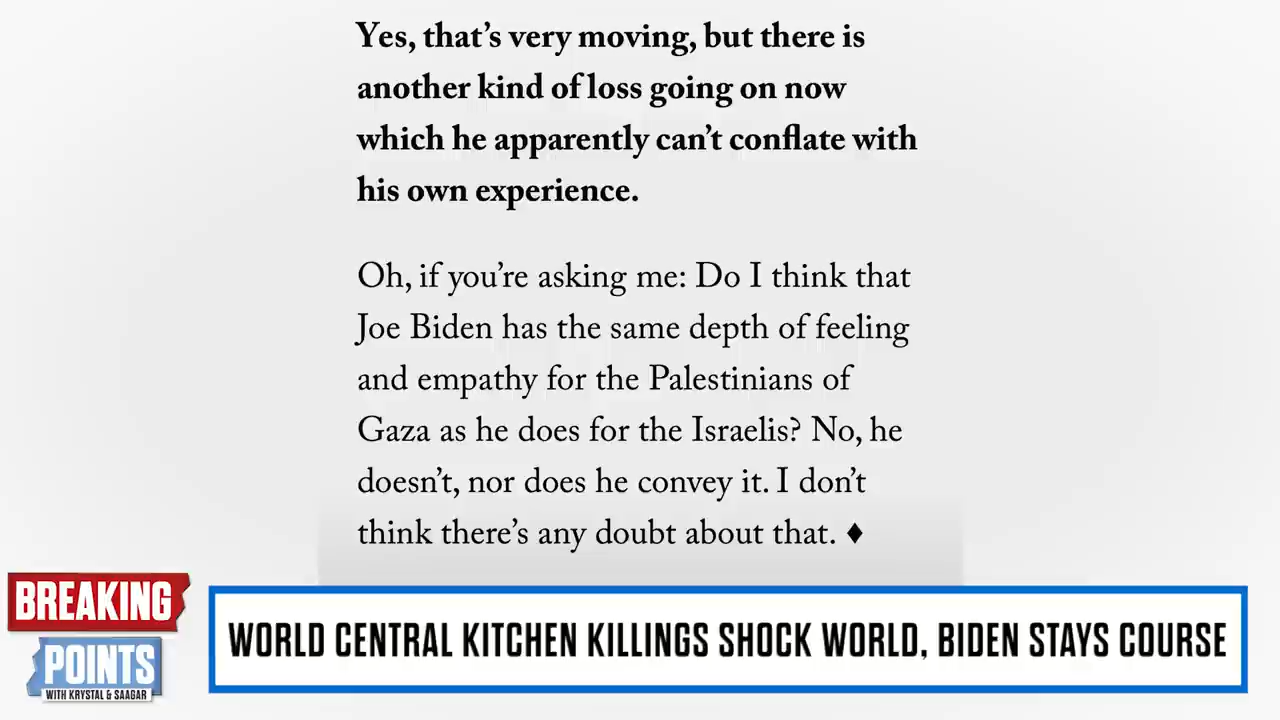 Yes, that’s very moving, but there is
another kind of loss going on now
which he apparently can’t conflate with
his own experience.
Oh, if you’re asking me: Do I think that
Joe Biden has the same depth of feeling
and empathy for the Palestinians of
Gaza as he does for the Israelis? No, he
doesn’t, nor does he convey it. I don’t
think there’s any doubt about that. ♦
BREAKING
POINTS
WITH KRYSTAL & SAAGAR
WORLD CENTRAL KITCHEN KILLINGS SHOCK WORLD, BIDEN STAYS COURSE